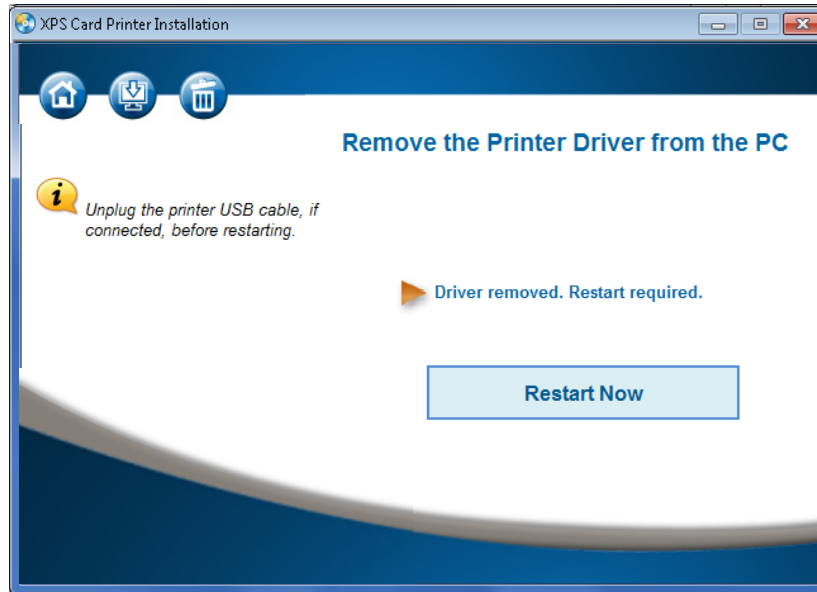 XPS Card Printer Installation
Remove the Printer Driver from the PC
Unplug the printer USB cable, if
connected, before restarting.
Driver removed. Restart required.
Restart Now